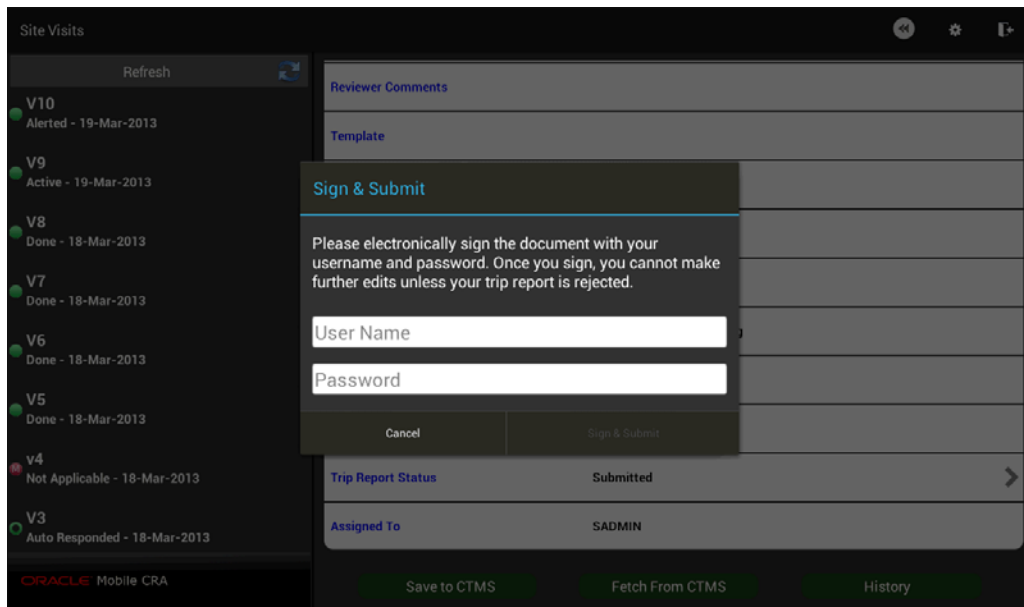 Site Visits
Refresh
V10
Alerted - 19-Mar-2013
V9
Active - 19-Mar-2013
V8
Done - 18-Mar-2013
V7
Done - 18-Mar-2013
V6
Done - 18-Mar-2013
V5
Done - 18-Mar-2013
v4
Not Applicable - 18-Mar-2013
V3
Auto Responded - 18-Mar-2013
ORACLE Mobile CRA
Reviewer Comments
Template
Sign & Submit
Please electronically sign the document with your
username and password. Once you sign, you cannot make
further edits unless your trip report is rejected.
User Name
Password
Cancel Sign & Submit
Trip Report Status Submitted
Assigned To SADMIN
Save to CTMS Fetch From CTMS History